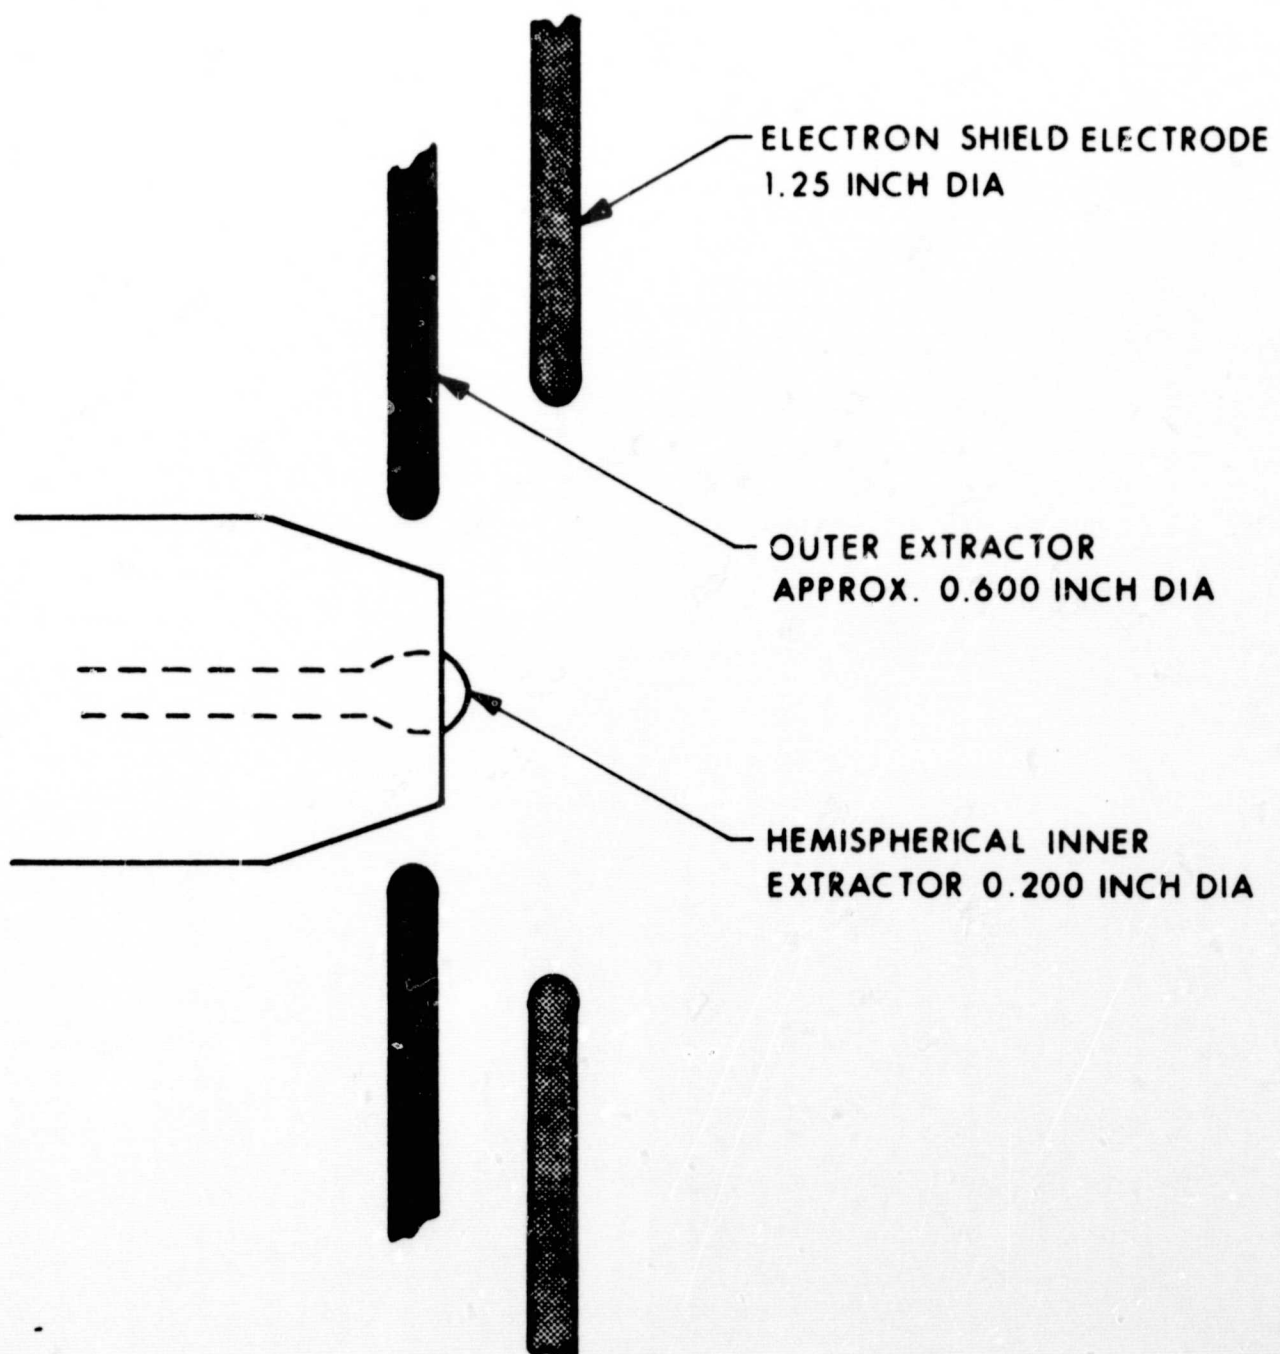 ELECTRON SHIELD ELECTRODE
1.25 INCH DIA
OUTER EXTRACTOR
APPROX. 0.600 INCH DIA
HEMISPHERICAL INNER
EXTRACTOR 0.200 INCH DIA